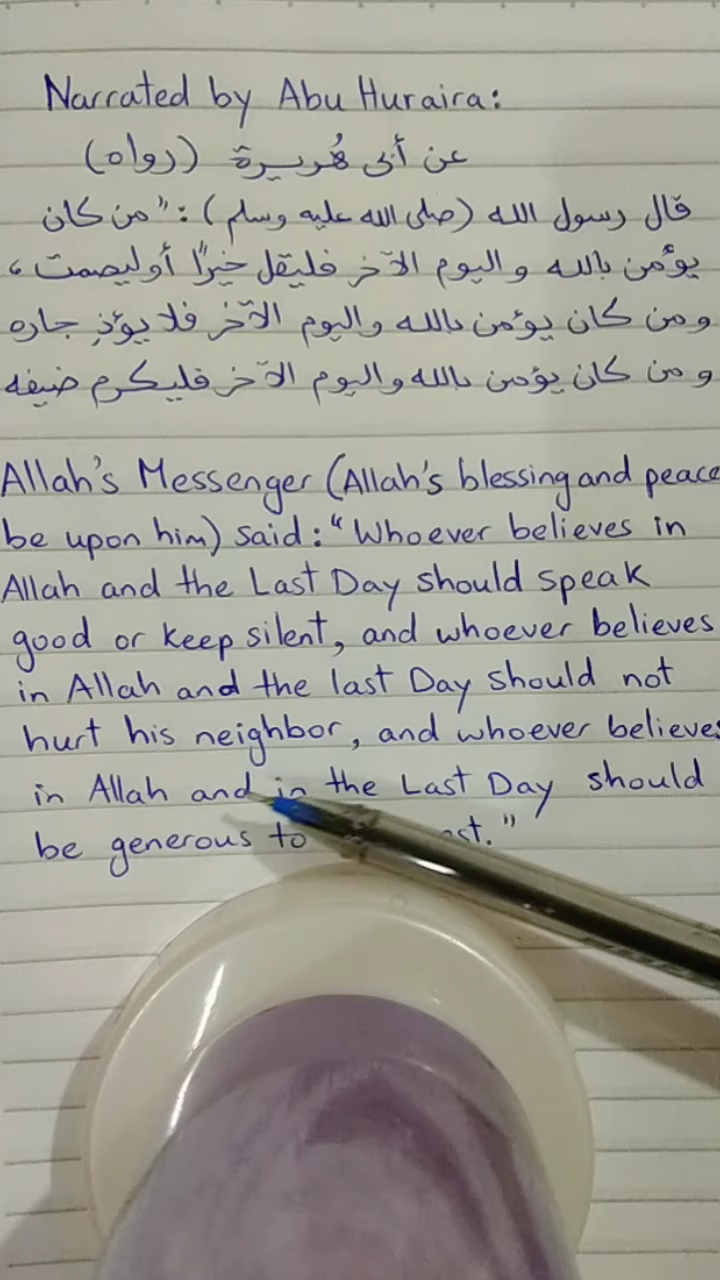 Narrated by Abu Huraira:
عن أبى هُريرة (رواه)
قال رسول الله (صلى الله عليه وسلم): "من كان
يؤمن بالله واليوم الآخر فليقل خيرًا أو ليصمت،
ومن كان يؤمن بالله واليوم الآخر فلا يؤذِ جاره
ومن كان يؤمن بالله واليوم الآخر فليكرم ضيفه
Allah's Messenger (Allah's blessing and peace
be upon him) said: "Whoever believes in
Allah and the Last Day should speak
good or keep silent, and whoever believes
in Allah and the last Day should not
hurt his neighbor, and whoever believes
in Allah and in the Last Day should
be generous to